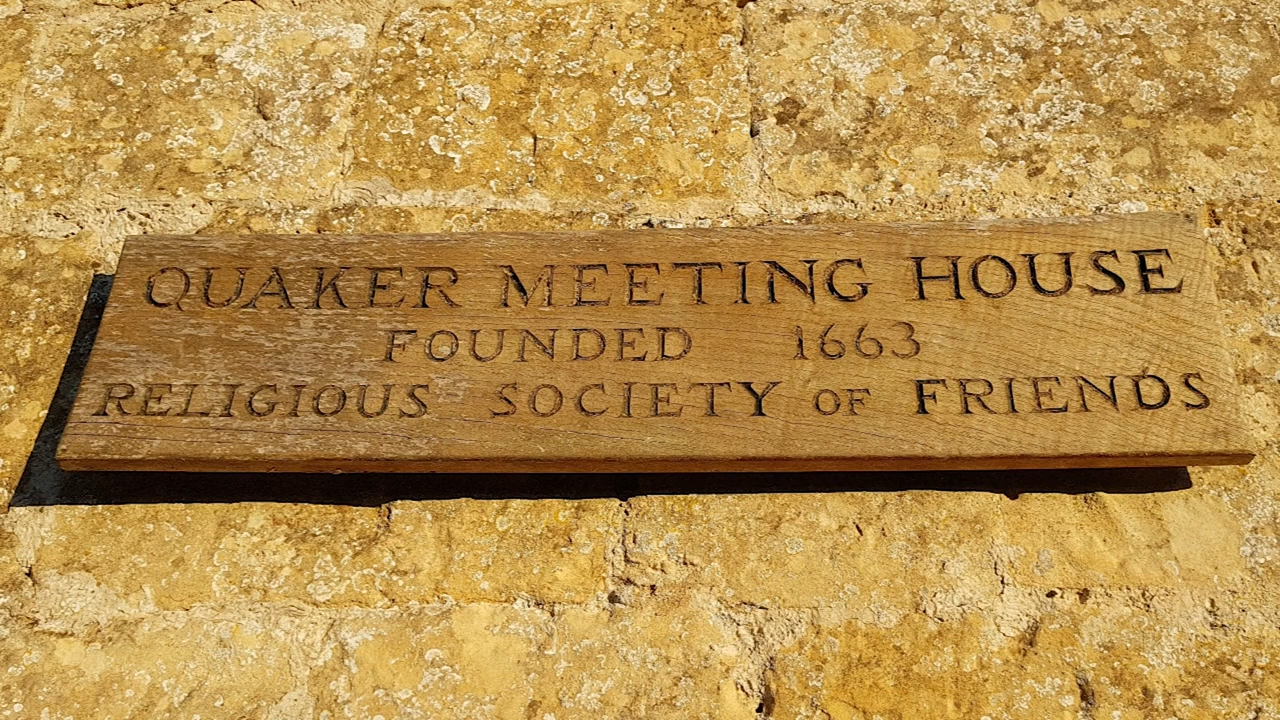 QUAKER MEETING HOUSE
FOUNDED 1663
RELIGIOUS SOCIETY OF FRIENDS